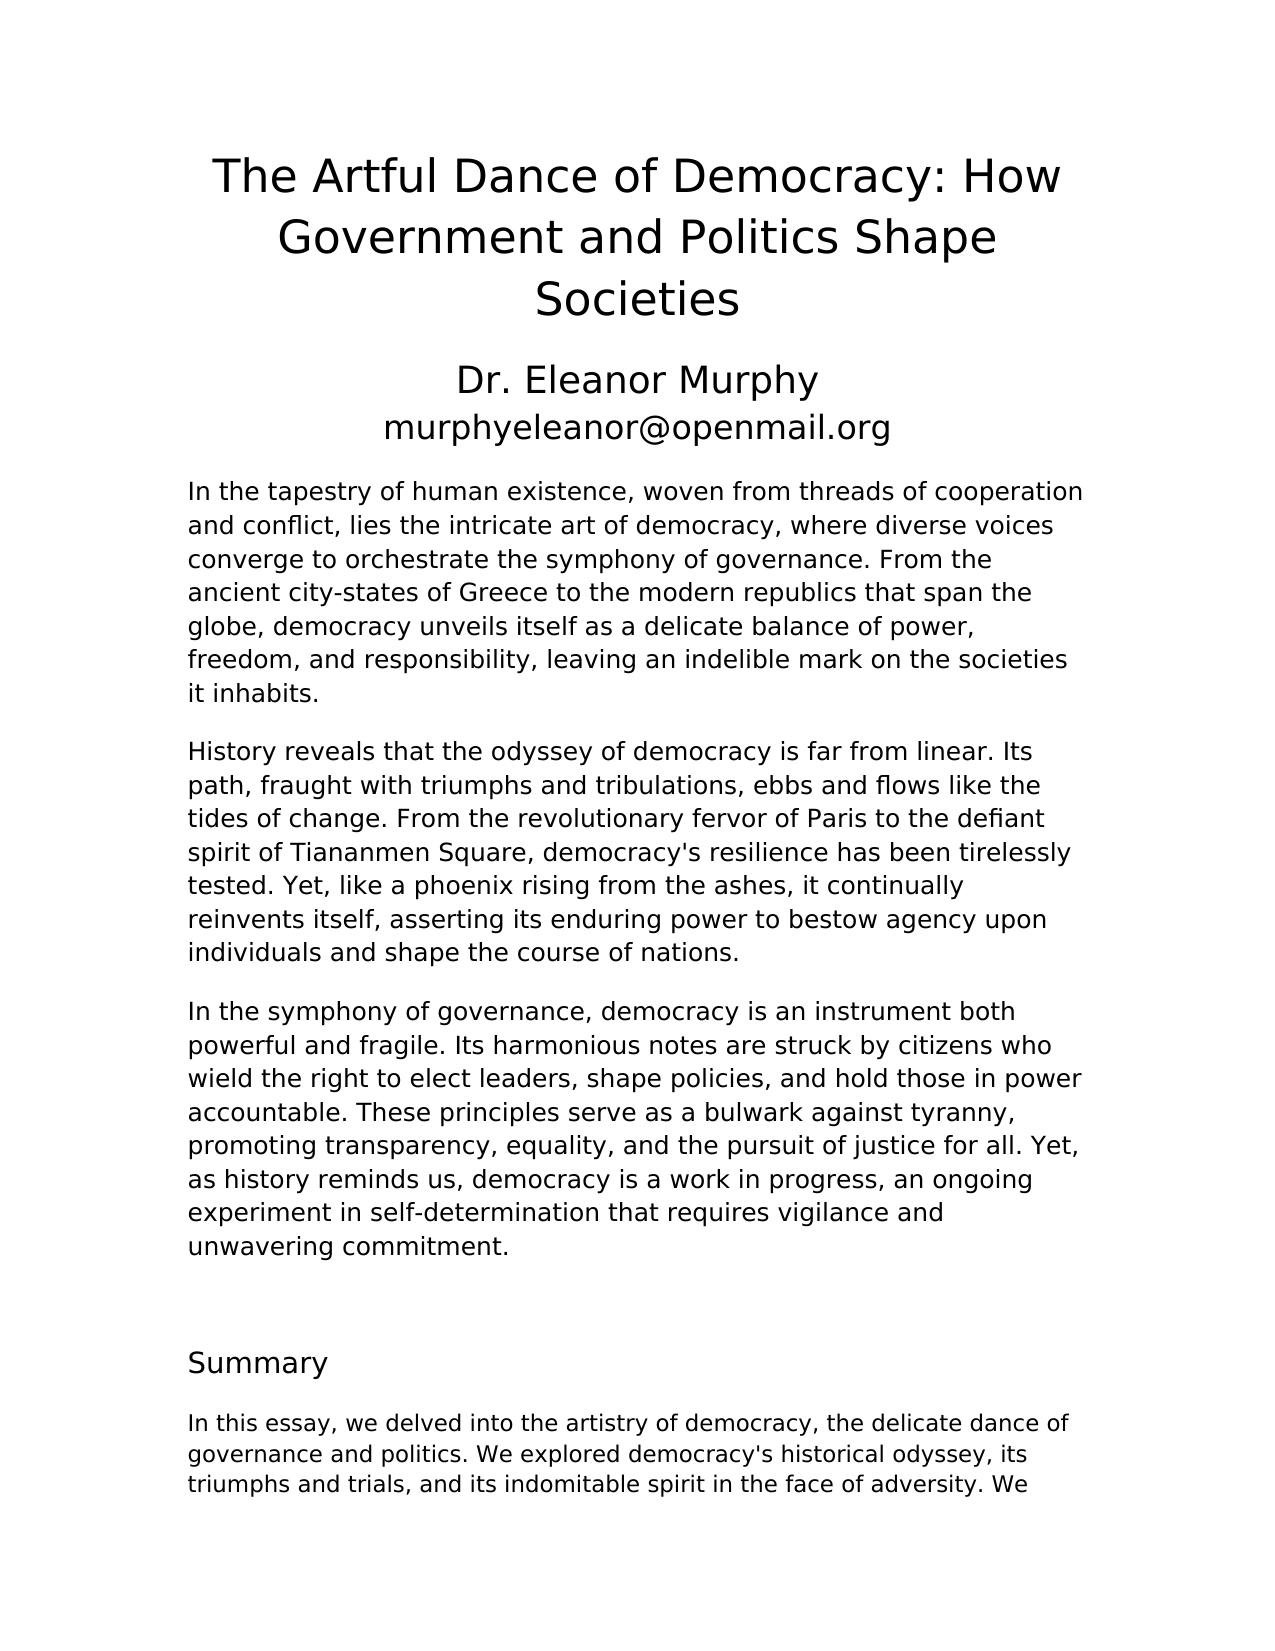 The Artful Dance of Democracy: How
Government and Politics Shape
Societies
Dr. Eleanor Murphy
murphyeleanor@openmail.org
In the tapestry of human existence, woven from threads of cooperation
and conflict, lies the intricate art of democracy, where diverse voices
converge to orchestrate the symphony of governance. From the
ancient city-states of Greece to the modern republics that span the
globe, democracy unveils itself as a delicate balance of power,
freedom, and responsibility, leaving an indelible mark on the societies
it inhabits.
History reveals that the odyssey of democracy is far from linear. Its
path, fraught with triumphs and tribulations, ebbs and flows like the
tides of change. From the revolutionary fervor of Paris to the defiant
spirit of Tiananmen Square, democracy's resilience has been tirelessly
tested. Yet, like a phoenix rising from the ashes, it continually
reinvents itself, asserting its enduring power to bestow agency upon
individuals and shape the course of nations.
In the symphony of governance, democracy is an instrument both
powerful and fragile. Its harmonious notes are struck by citizens who
wield the right to elect leaders, shape policies, and hold those in power
accountable. These principles serve as a bulwark against tyranny,
promoting transparency, equality, and the pursuit of justice for all. Yet,
as history reminds us, democracy is a work in progress, an ongoing
experiment in self-determination that requires vigilance and
unwavering commitment.
Summary
In this essay, we delved into the artistry of democracy, the delicate dance of
governance and politics. We explored democracy's historical odyssey, its
triumphs and trials, and its indomitable spirit in the face of adversity. We